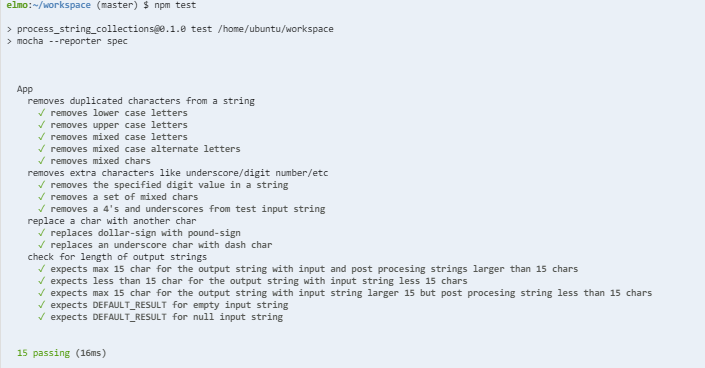 elmo:~/workspace (master) $ npm test
> process_string_collections@0.1.0 test /home/ubuntu/workspace
> mocha --reporter spec
App
removes duplicated characters from a string
✓ removes lower case letters
✓ removes upper case letters
✓ removes mixed case letters
✓ removes mixed case alternate letters
✓ removes mixed chars
removes extra characters like underscore/digit number/etc
✓ removes the specified digit value in a string
✓ removes a set of mixed chars
✓ removes a 4's and underscores from test input string
replace a char with another char
✓ replaces dollar-sign with pound-sign
✓ replaces an underscore char with dash char
check for length of output strings
✓ expects max 15 char for the output string with input and post procesing strings larger than 15 chars
✓ expects less than 15 char for the output string with input string less 15 chars
✓ expects max 15 char for the output string with input string larger 15 but post procesing string less than 15 chars
✓ expects DEFAULT_RESULT for empty input string
✓ expects DEFAULT_RESULT for null input string
15 passing (16ms)